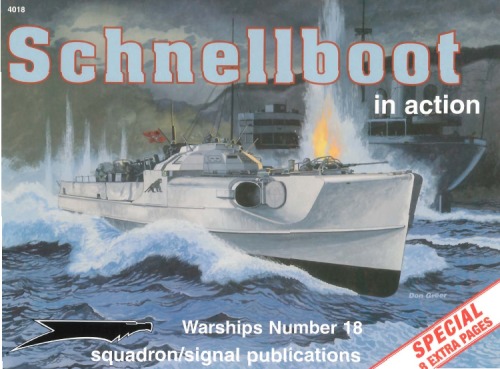 4018
Schnellboot
in action
Don Greer
Warships Number 18
squadron/signal publications
SPECIAL
8 EXTRA PAGES